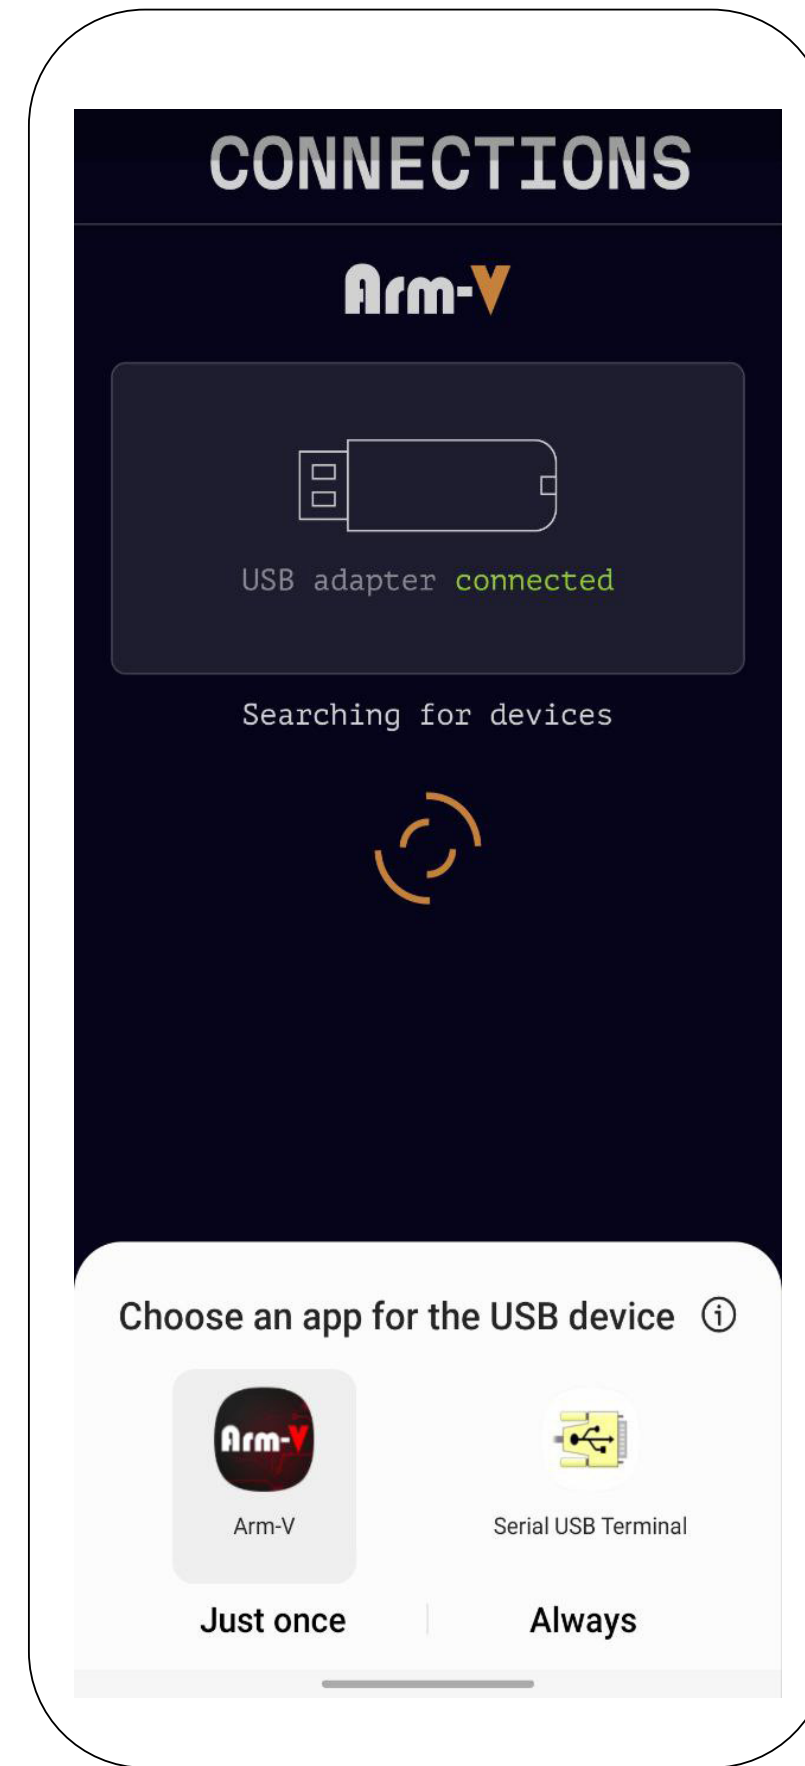 CONNECTIONS
Arm-V
USB adapter connected
Searching for devices
Choose an app for the USB device
Arm-V
Arm-V
Serial USB Terminal
Just once
Always